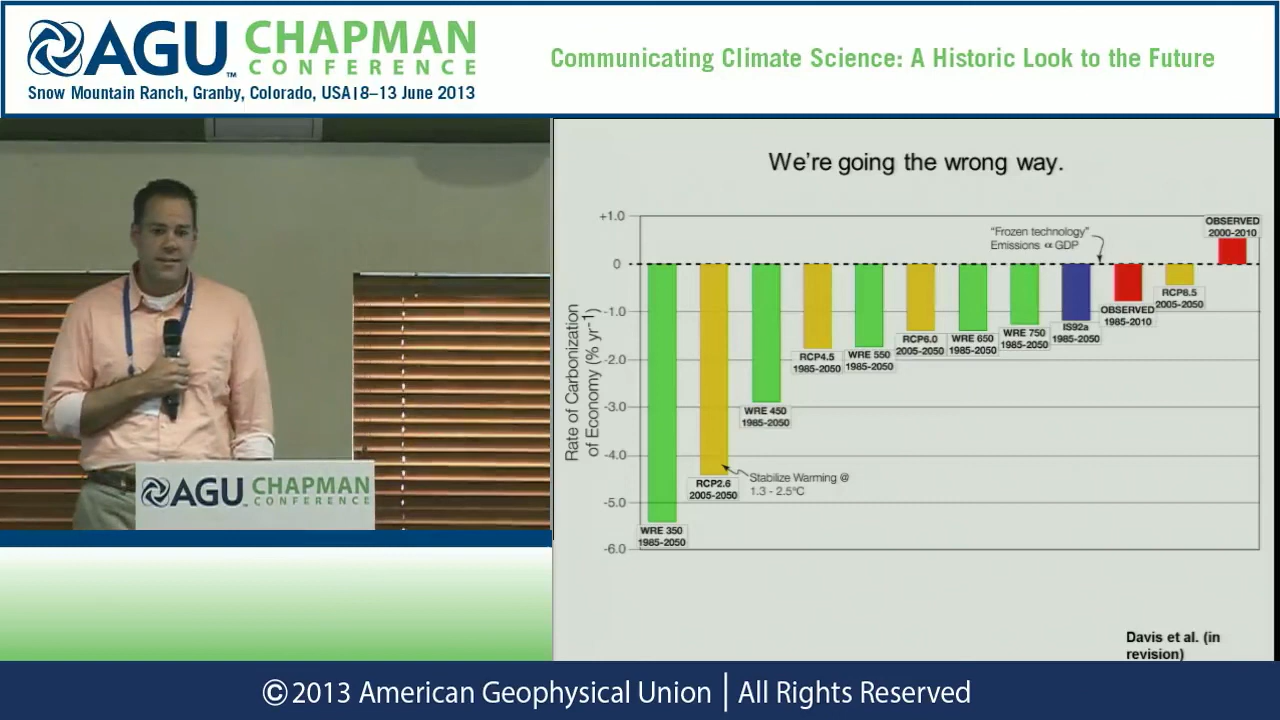 AGU CHAPMAN
CONFERENCE
Snow Mountain Ranch, Granby, Colorado, USA|8–13 June 2013
Communicating Climate Science: A Historic Look to the Future
We're going the wrong way.
+1.0
0
-1.0
-2.0
-3.0
-4.0
-5.0
-6.0
Rate of Carbonization
of Economy (% yr-1)
"Frozen technology"
Emissions ∝ GDP
OBSERVED
2000-2010
WRE 350
1985-2050
RCP2.6
2005-2050
Stabilize Warming @
1.3 - 2.5°C
WRE 450
1985-2050
RCP4.5
1985-2050
WRE 550
1985-2050
RCP6.0
2005-2050
WRE 650
1985-2050
WRE 750
1985-2050
IS92a
1985-2050
OBSERVED
1985-2010
RCP8.5
2005-2050
Davis et al. (in
revision)
AGU CHAPMAN
CONFERENCE
©2013 American Geophysical Union | All Rights Reserved